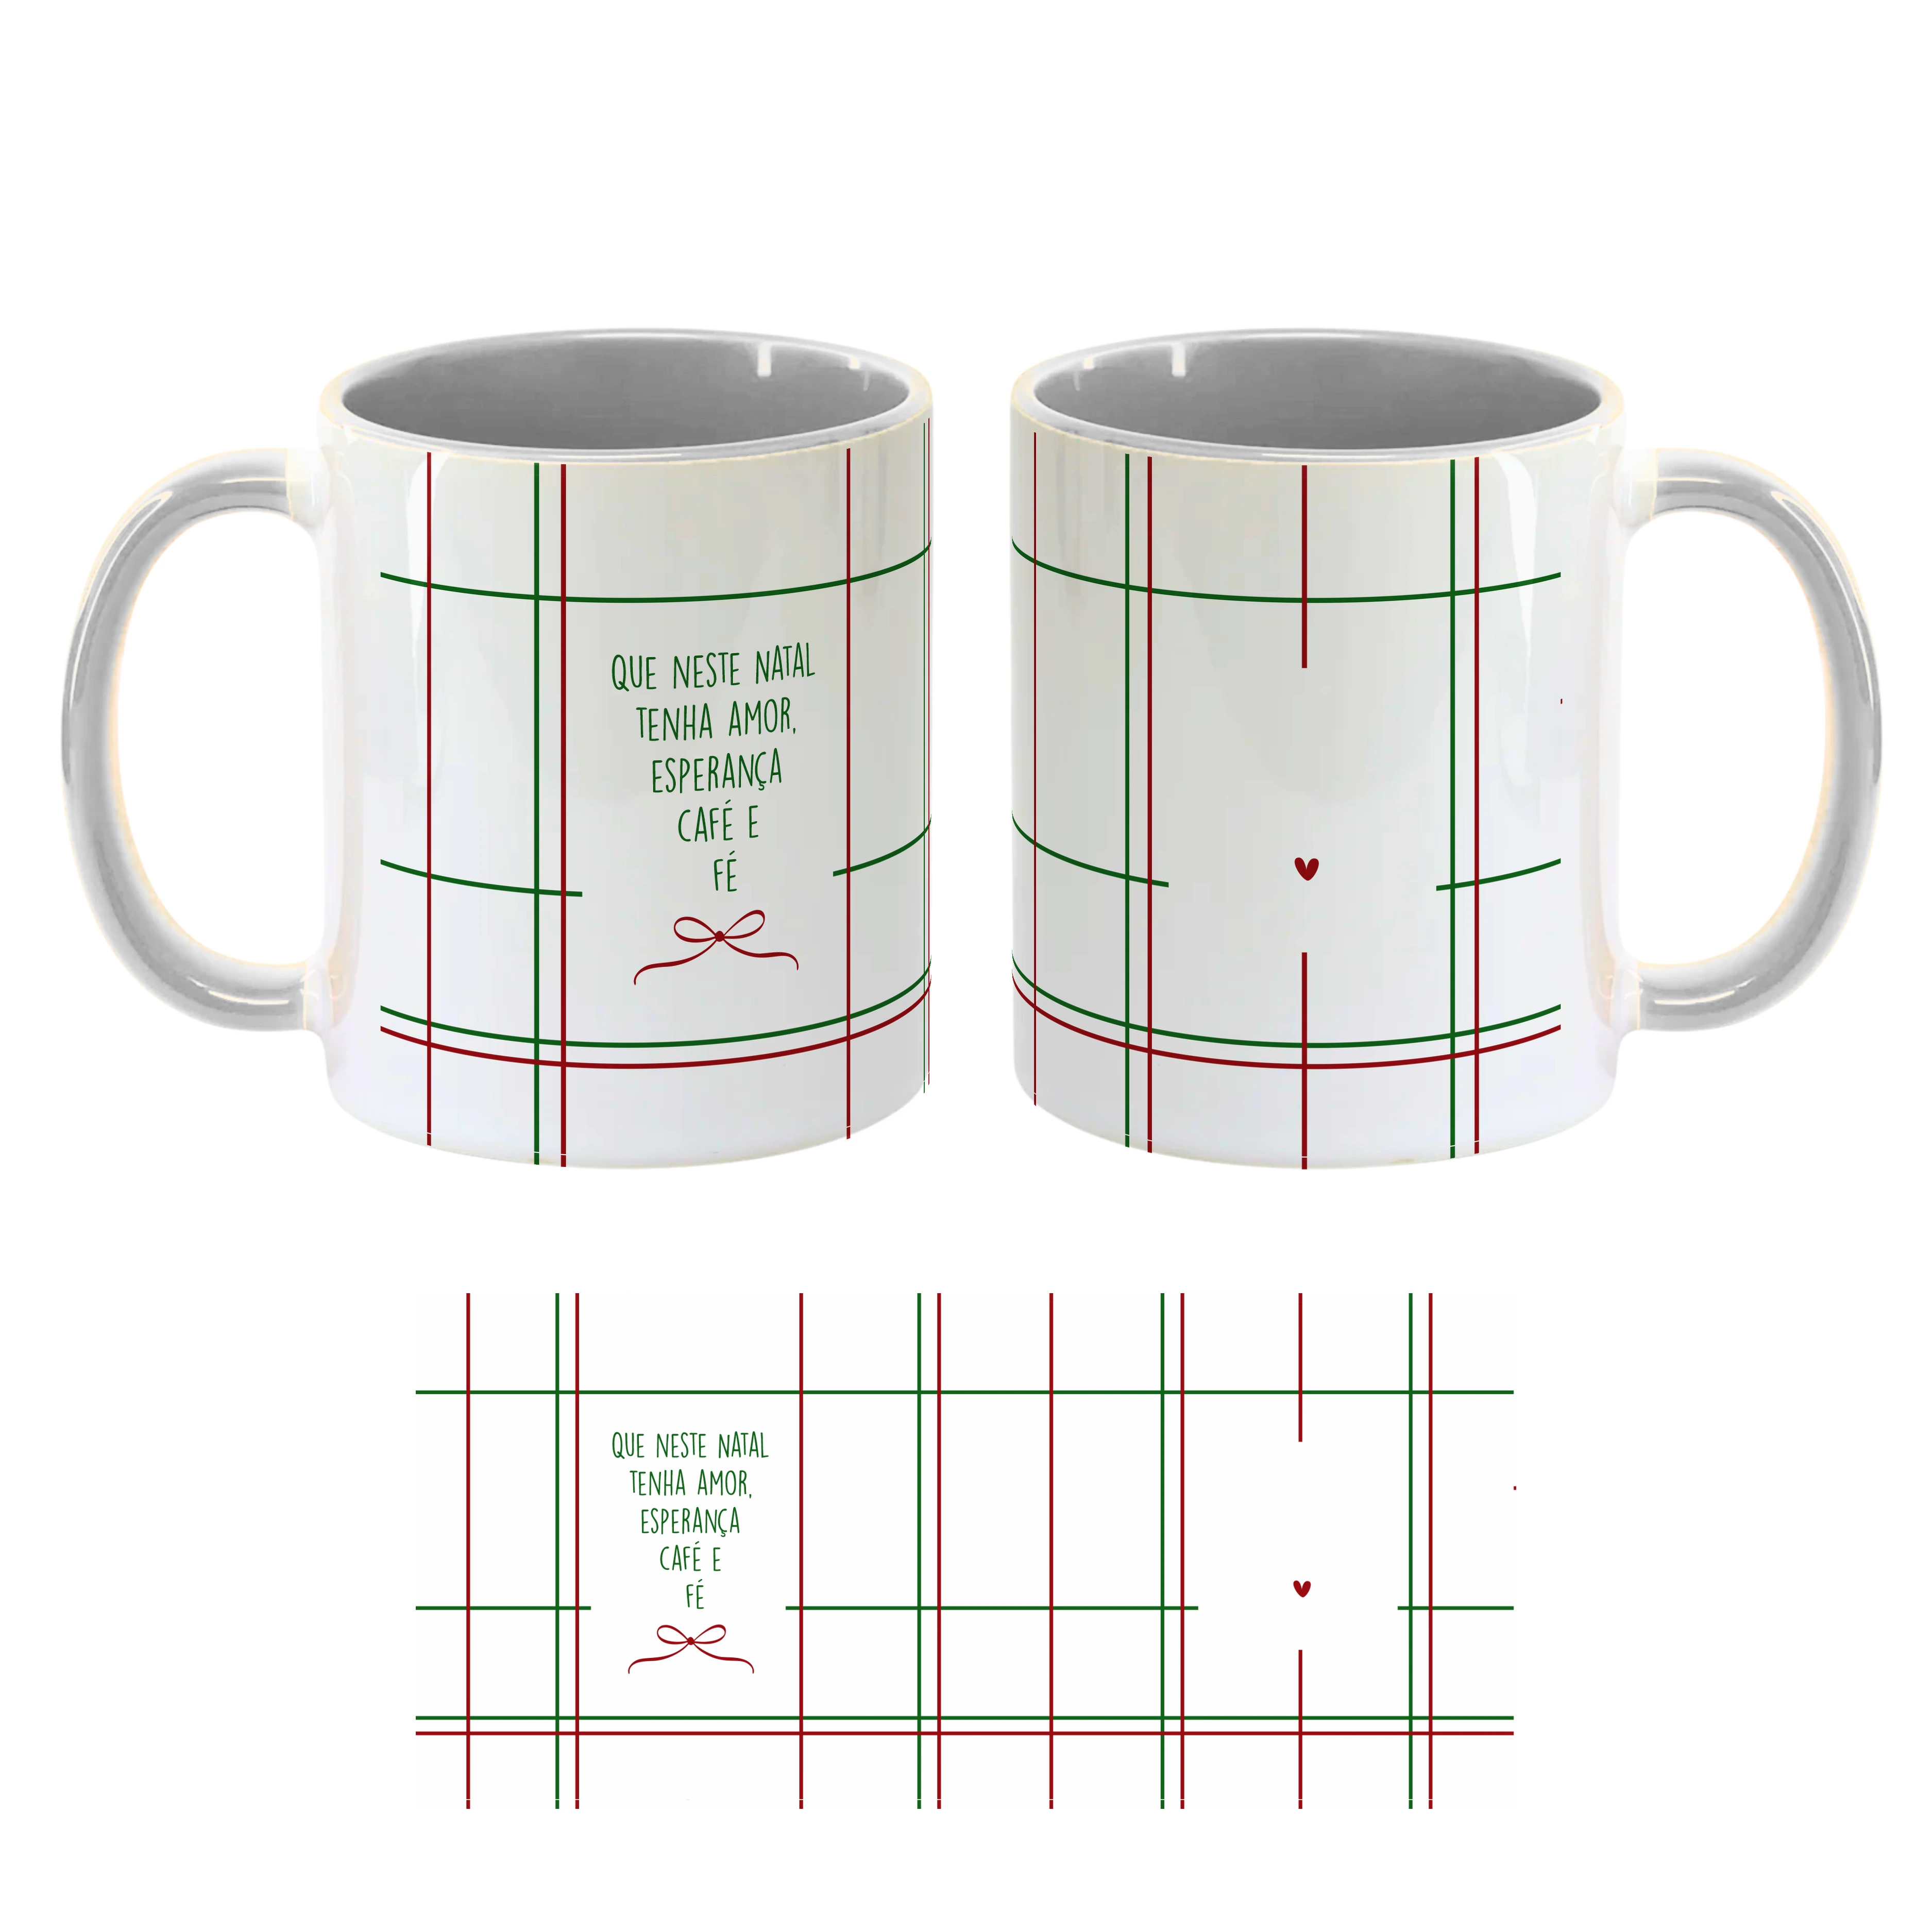 QUE NESTE NATAL
TENHA AMOR,
ESPERANÇA
CAFÉ E
FÉ
QUE NESTE NATAL
TENHA AMOR,
ESPERANÇA
CAFÉ E
FÉ